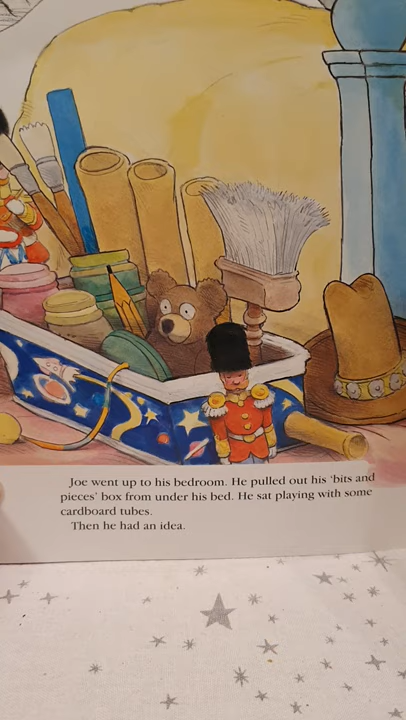 Joe went up to his bedroom. He pulled out his 'bits and
pieces' box from under his bed. He sat playing with some
cardboard tubes.
Then he had an idea.